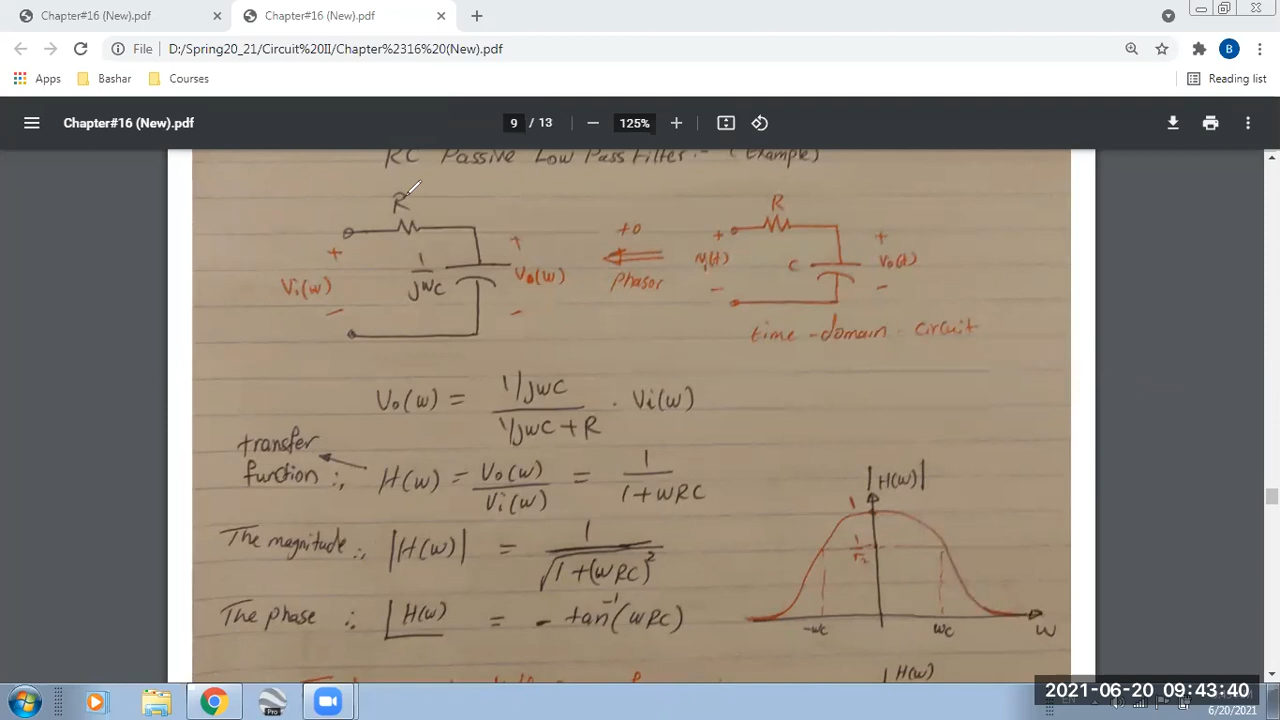 Chapter#16 (New).pdf
Chapter#16 (New).pdf
File
D:/Spring20_21/Circuit%20II/Chapter%2316%20(New).pdf
B
Apps
Bashar
Courses
Reading list
Chapter#16 (New).pdf
9 / 13
125%
RC Passive Low Pass Filter:- (Example)
R
+
Vi(w)
-
1/jwc
+
Vo(w)
-
to
Phasor
R
+
vi(t)
-
C
+
vo(t)
-
time-domain circuit
Vo(w) = (1/jwC)/(1/jwC + R) . Vi(w)
transfer
function ∴ H(w) = Vo(w)/Vi(w) = 1/(1+wRC)
The magnitude ∴ |H(w)| = 1/√(1+(wRC)²)
The phase ∴ ∠H(w) = - tan⁻¹(wRC)
|H(w)|
1
1/√2
-wc
wc
w
|H(w)
Pro
EN
2021-06-20 09:43:40
6/20/2021